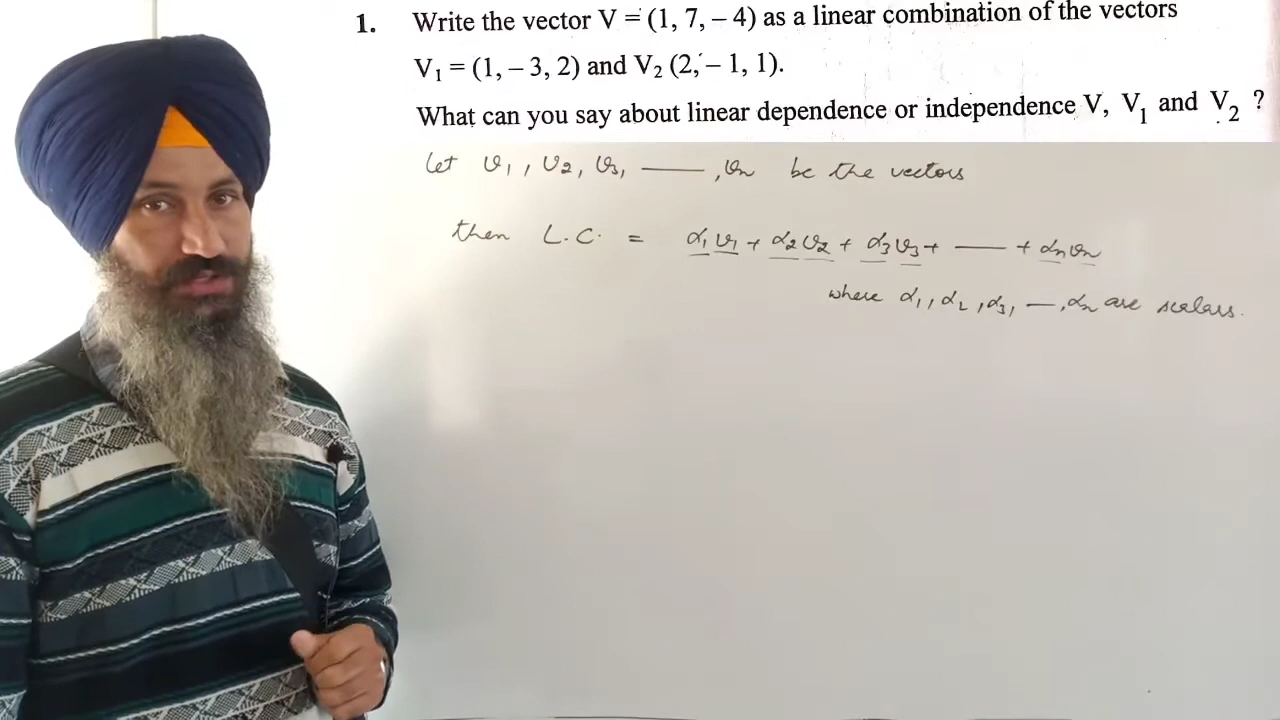 1. Write the vector V = (1, 7, – 4) as a linear combination of the vectors
V₁ = (1, – 3, 2) and V₂ (2, – 1, 1).
What can you say about linear dependence or independence V, V₁ and V₂ ?
let v₁, v₂, v₃, —, vₙ be the vectors
then L.C. = α₁v₁ + α₂v₂ + α₃v₃ + — + αₙvₙ
where α₁, α₂, α₃, —, αₙ are scalars.